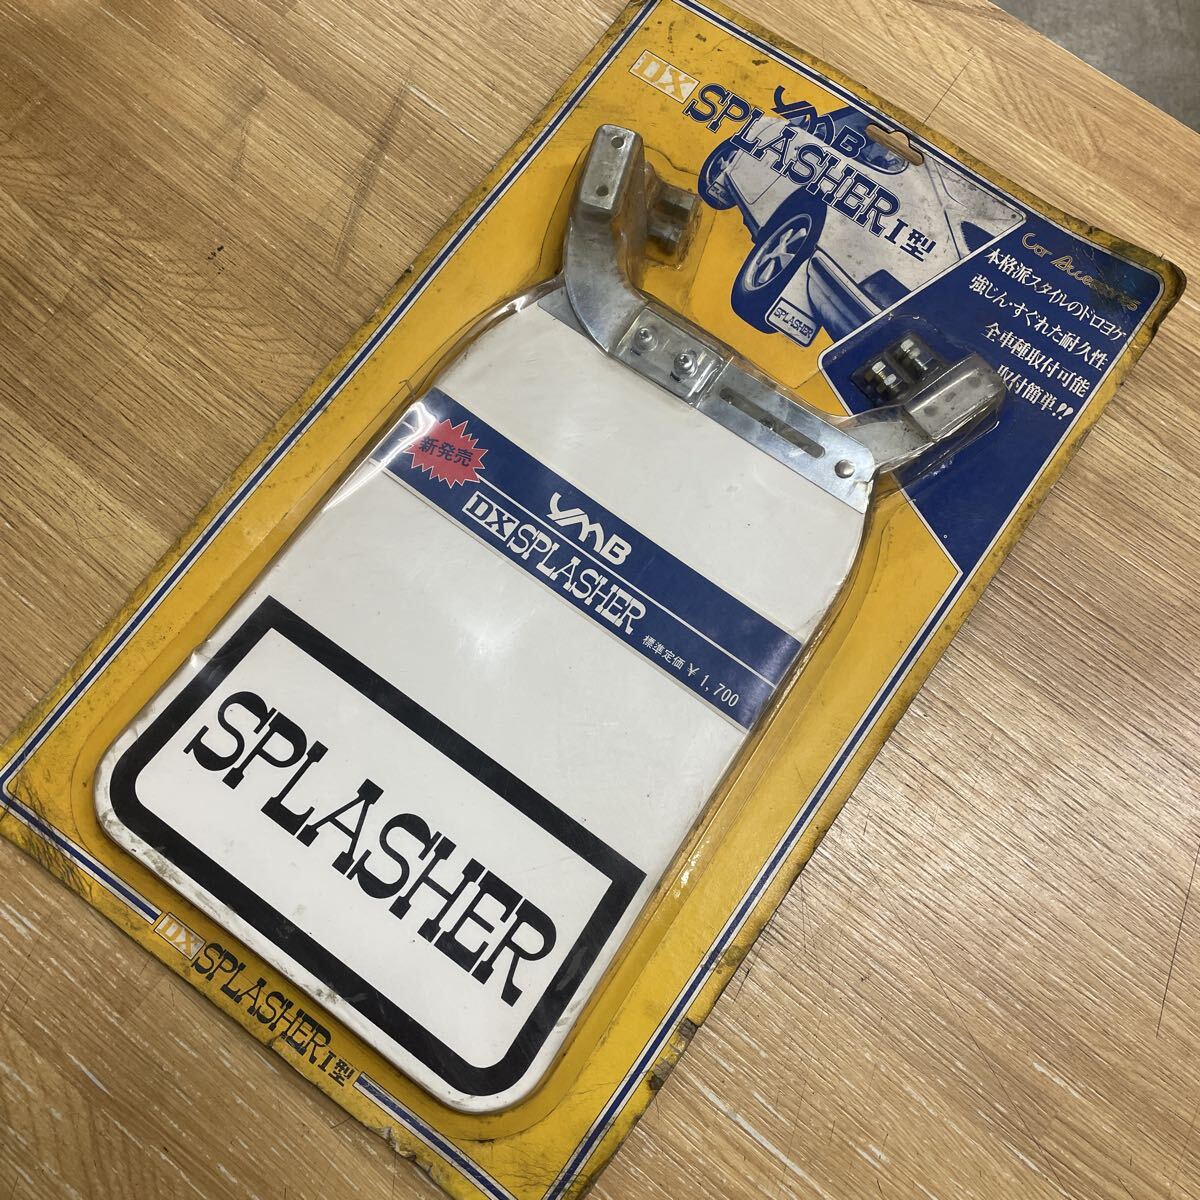 DX
YMB
SPLASHER I型
SPLASHER
Car Accessories
本格派スタイルのドロヨケ
強じん・すぐれた耐久性
全車種取付可能
取付簡単!!
新発売
YMB
DX SPLASHER
標準定価 ¥1,700
SPLASHER
DX SPLASHER I型